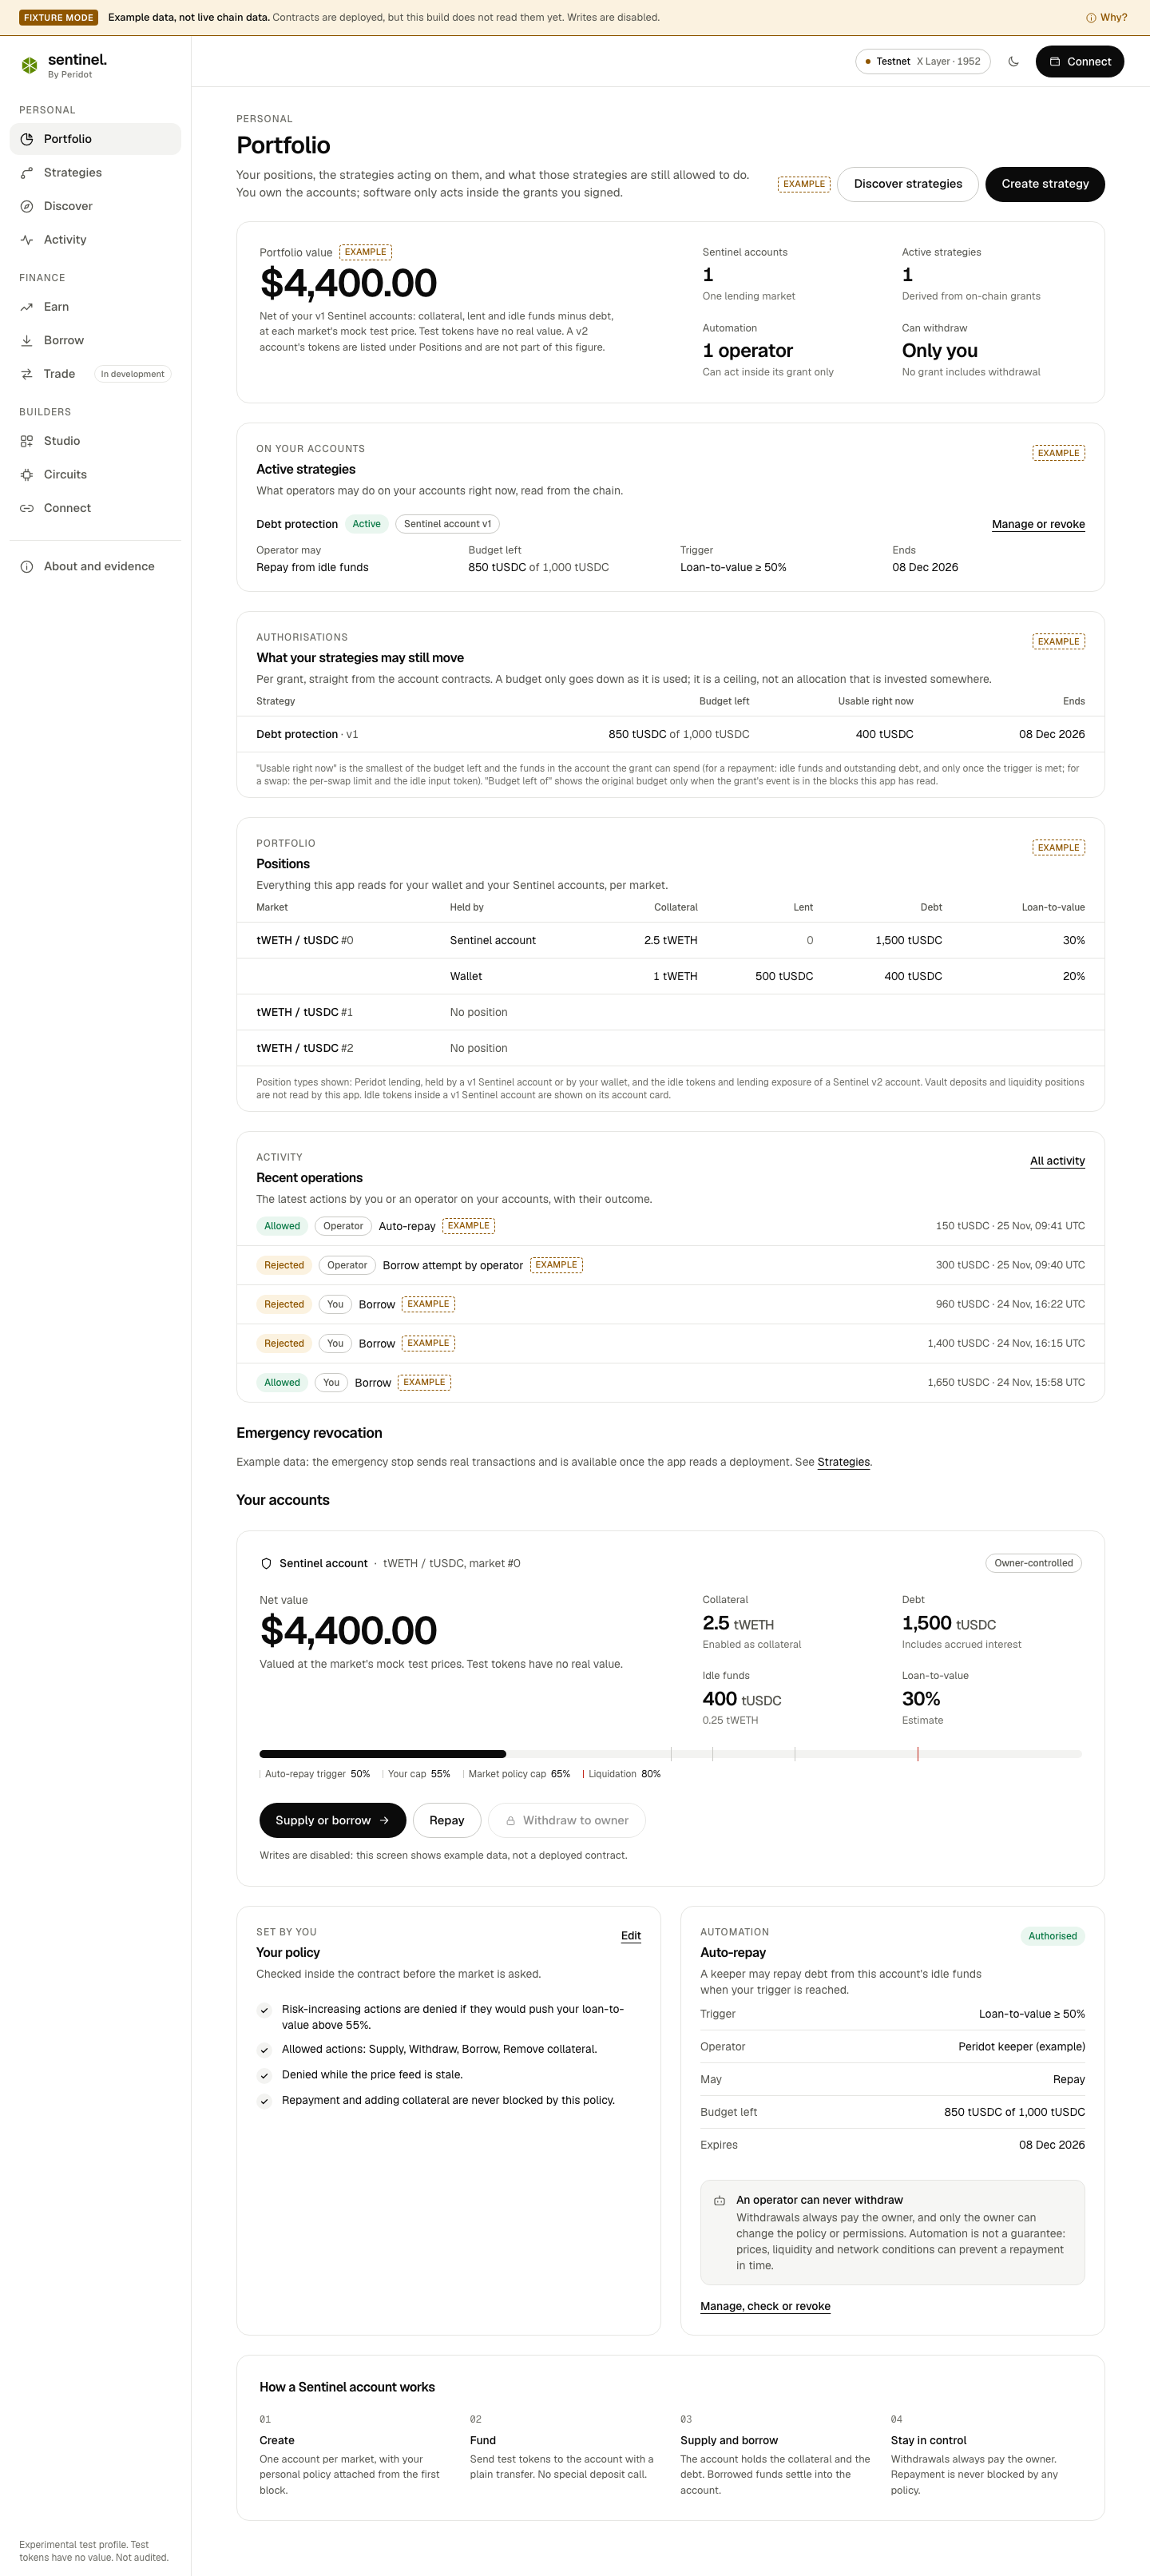 FIXTURE MODE Example data, not live chain data. Contracts are deployed, but this build does not read them yet. Writes are disabled. Why?
sentinel.
By Peridot
Testnet X Layer · 1952 Connect
PERSONAL
Portfolio
Strategies
Discover
Activity
FINANCE
Earn
Borrow
Trade In development
BUILDERS
Studio
Circuits
Connect
About and evidence
Experimental test profile. Test
tokens have no value. Not audited.
PERSONAL
Portfolio
Your positions, the strategies acting on them, and what those strategies are still allowed to do.
You own the accounts; software only acts inside the grants you signed.
EXAMPLE Discover strategies Create strategy
Portfolio value EXAMPLE
$4,400.00
Net of your v1 Sentinel accounts: collateral, lent and idle funds minus debt,
at each market's mock test price. Test tokens have no real value. A v2
account's tokens are listed under Positions and are not part of this figure.
Sentinel accounts
1
One lending market
Active strategies
1
Derived from on-chain grants
Automation
1 operator
Can act inside its grant only
Can withdraw
Only you
No grant includes withdrawal
ON YOUR ACCOUNTS
EXAMPLE
Active strategies
What operators may do on your accounts right now, read from the chain.
Debt protection Active Sentinel account v1 Manage or revoke
Operator may Budget left Trigger Ends
Repay from idle funds 850 tUSDC of 1,000 tUSDC Loan-to-value ≥ 50% 08 Dec 2026
AUTHORISATIONS
EXAMPLE
What your strategies may still move
Per grant, straight from the account contracts. A budget only goes down as it is used; it is a ceiling, not an allocation that is invested somewhere.
Strategy Budget left Usable right now Ends
Debt protection · v1 850 tUSDC of 1,000 tUSDC 400 tUSDC 08 Dec 2026
"Usable right now" is the smallest of the budget left and the funds in the account the grant can spend (for a repayment: idle funds and outstanding debt, and only once the trigger is met; for
a swap: the per-swap limit and the idle input token). "Budget left of" shows the original budget only when the grant's event is in the blocks this app has read.
PORTFOLIO
EXAMPLE
Positions
Everything this app reads for your wallet and your Sentinel accounts, per market.
Market Held by Collateral Lent Debt Loan-to-value
tWETH / tUSDC #0 Sentinel account 2.5 tWETH 0 1,500 tUSDC 30%
Wallet 1 tWETH 500 tUSDC 400 tUSDC 20%
tWETH / tUSDC #1 No position
tWETH / tUSDC #2 No position
Position types shown: Peridot lending, held by a v1 Sentinel account or by your wallet, and the idle tokens and lending exposure of a Sentinel v2 account. Vault deposits and liquidity positions
are not read by this app. Idle tokens inside a v1 Sentinel account are shown on its account card.
ACTIVITY
All activity
Recent operations
The latest actions by you or an operator on your accounts, with their outcome.
Allowed Operator Auto-repay EXAMPLE 150 tUSDC · 25 Nov, 09:41 UTC
Rejected Operator Borrow attempt by operator EXAMPLE 300 tUSDC · 25 Nov, 09:40 UTC
Rejected You Borrow EXAMPLE 960 tUSDC · 24 Nov, 16:22 UTC
Rejected You Borrow EXAMPLE 1,400 tUSDC · 24 Nov, 16:15 UTC
Allowed You Borrow EXAMPLE 1,650 tUSDC · 24 Nov, 15:58 UTC
Emergency revocation
Example data: the emergency stop sends real transactions and is available once the app reads a deployment. See Strategies.
Your accounts
Sentinel account · tWETH / tUSDC, market #0 Owner-controlled
Net value
$4,400.00
Valued at the market's mock test prices. Test tokens have no real value.
Collateral
2.5 tWETH
Enabled as collateral
Debt
1,500 tUSDC
Includes accrued interest
Idle funds
400 tUSDC
0.25 tWETH
Loan-to-value
30%
Estimate
Auto-repay trigger 50% Your cap 55% Market policy cap 65% Liquidation 80%
Supply or borrow → Repay Withdraw to owner
Writes are disabled: this screen shows example data, not a deployed contract.
SET BY YOU
Edit
Your policy
Checked inside the contract before the market is asked.
Risk-increasing actions are denied if they would push your loan-to-
value above 55%.
Allowed actions: Supply, Withdraw, Borrow, Remove collateral.
Denied while the price feed is stale.
Repayment and adding collateral are never blocked by this policy.
AUTOMATION
Authorised
Auto-repay
A keeper may repay debt from this account's idle funds
when your trigger is reached.
Trigger Loan-to-value ≥ 50%
Operator Peridot keeper (example)
May Repay
Budget left 850 tUSDC of 1,000 tUSDC
Expires 08 Dec 2026
An operator can never withdraw
Withdrawals always pay the owner, and only the owner can
change the policy or permissions. Automation is not a guarantee:
prices, liquidity and network conditions can prevent a repayment
in time.
Manage, check or revoke
How a Sentinel account works
01
Create
One account per market, with your
personal policy attached from the first
block.
02
Fund
Send test tokens to the account with a
plain transfer. No special deposit call.
03
Supply and borrow
The account holds the collateral and the
debt. Borrowed funds settle into the
account.
04
Stay in control
Withdrawals always pay the owner.
Repayment is never blocked by any
policy.